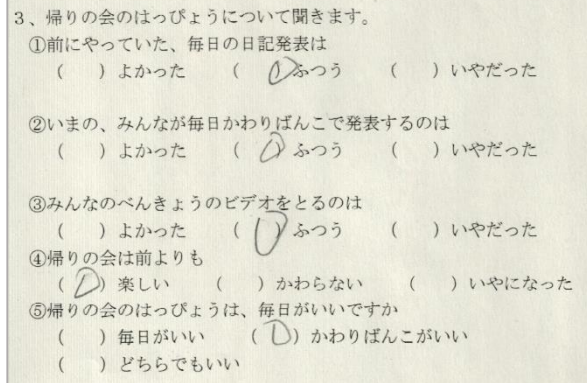 3、帰りの会のはっぴょうについて聞きます。
①前にやっていた、毎日の日記発表は
(　)よかった　(　)ふつう　(　)いやだった
②いまの、みんなが毎日かわりばんこで発表するのは
(　)よかった　(　)ふつう　(　)いやだった
③みんなのべんきょうのビデオをとるのは
(　)よかった　(　)ふつう　(　)いやだった
④帰りの会は前よりも
(　)楽しい　(　)かわらない　(　)いやになった
⑤帰りの会のはっぴょうは、毎日がいいですか
(　)毎日がいい　(　)かわりばんこがいい
(　)どちらでもいい